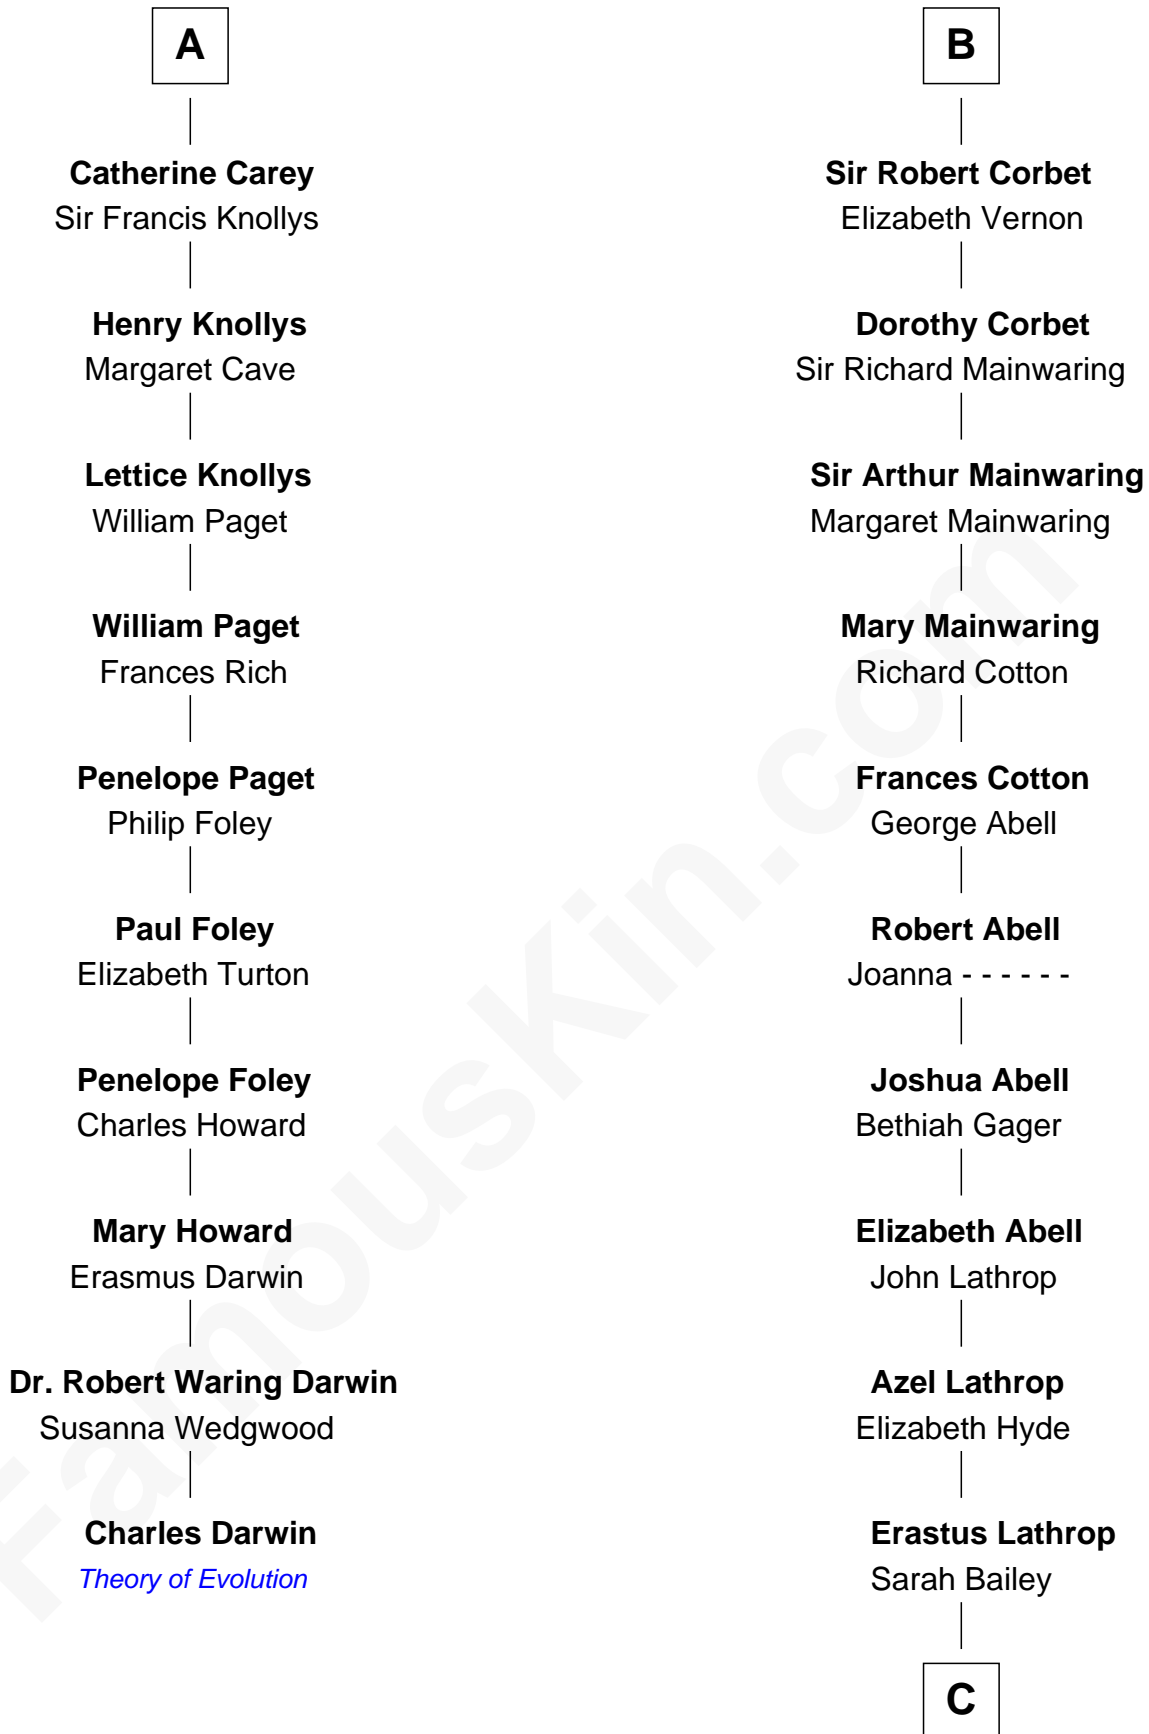 A
Catherine Carey
Sir Francis Knollys
Henry Knollys
Margaret Cave
Lettice Knollys
William Paget
William Paget
Frances Rich
Penelope Paget
Philip Foley
Paul Foley
Elizabeth Turton
Penelope Foley
Charles Howard
Mary Howard
Erasmus Darwin
Dr. Robert Waring Darwin
Susanna Wedgwood
Charles Darwin
Theory of Evolution
B
Sir Robert Corbet
Elizabeth Vernon
Dorothy Corbet
Sir Richard Mainwaring
Sir Arthur Mainwaring
Margaret Mainwaring
Mary Mainwaring
Richard Cotton
Frances Cotton
George Abell
Robert Abell
Joanna - - - - - -
Joshua Abell
Bethiah Gager
Elizabeth Abell
John Lathrop
Azel Lathrop
Elizabeth Hyde
Erastus Lathrop
Sarah Bailey
C
FamousKin.com